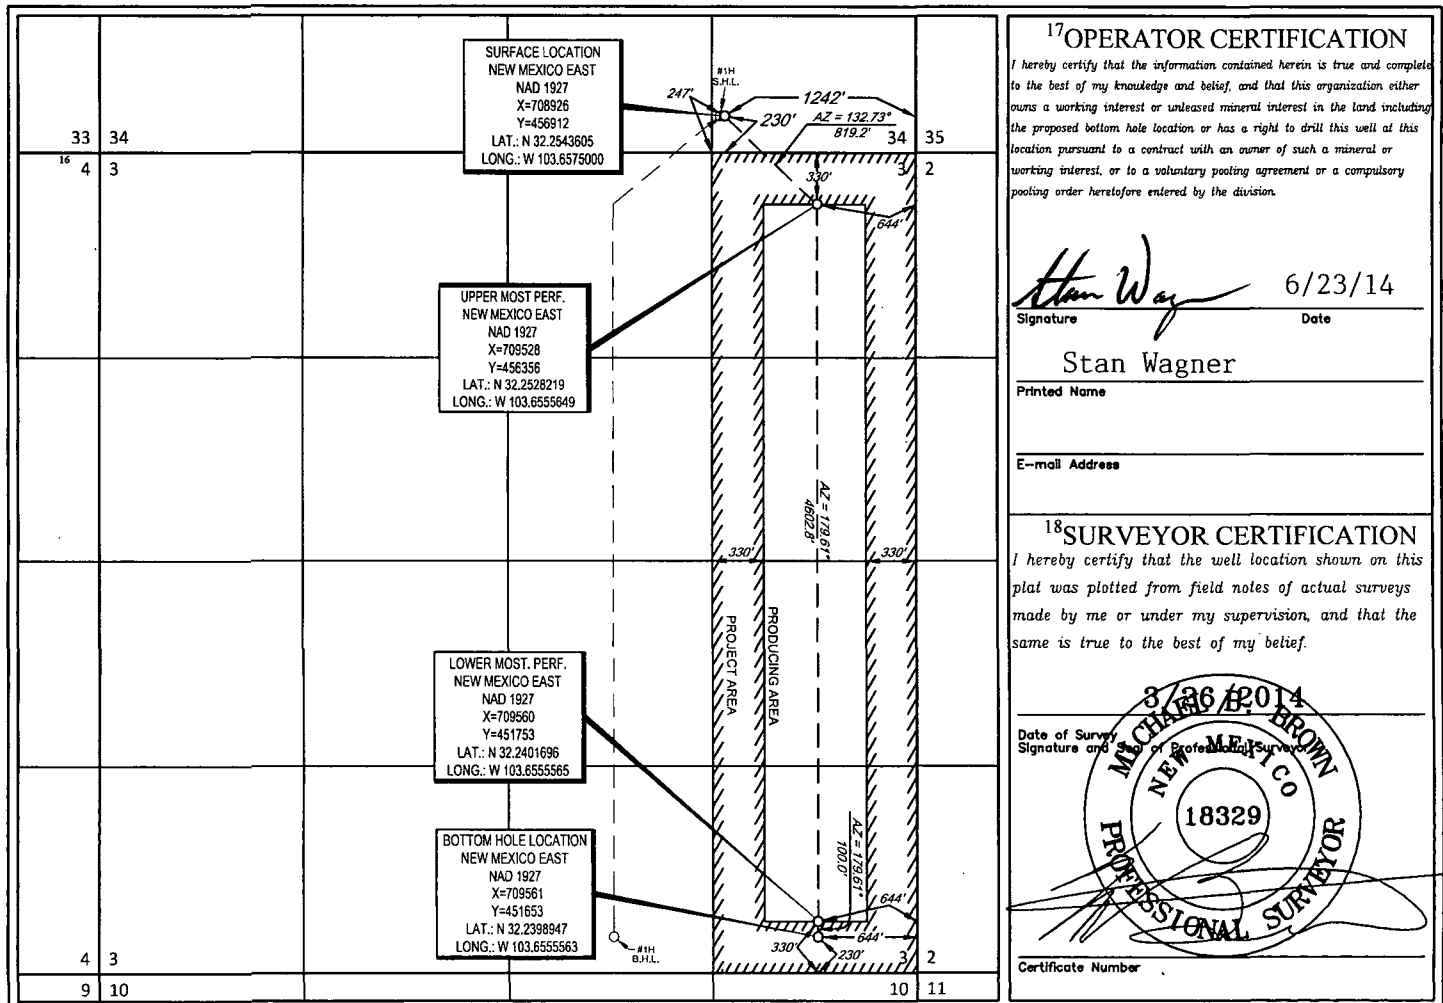 SURFACE LOCATION
NEW MEXICO EAST
NAD 1927
X=708926
Y=456912
LAT.: N 32.2543605
LONG.: W 103.6575000
#1H
S.H.L.
247'
1242'
230'
AZ = 132.73°
819.2'
33 34
34 35
16
4 3
3 2
330'
644'
UPPER MOST PERF.
NEW MEXICO EAST
NAD 1927
X=709528
Y=456356
LAT.: N 32.2528219
LONG.: W 103.6555649
AZ = 179.61°
4602.8'
330'
330'
PROJECT AREA
PRODUCING AREA
LOWER MOST. PERF.
NEW MEXICO EAST
NAD 1927
X=709560
Y=451753
LAT.: N 32.2401696
LONG.: W 103.6555565
AZ = 179.61°
100.0'
BOTTOM HOLE LOCATION
NEW MEXICO EAST
NAD 1927
X=709561
Y=451653
LAT.: N 32.2398947
LONG.: W 103.6555563
644'
644'
330'
230'
#1H
B.H.L.
4 3
3 2
9 10
10 11
17 OPERATOR CERTIFICATION
I hereby certify that the information contained herein is true and complete
to the best of my knowledge and belief, and that this organization either
owns a working interest or unleased mineral interest in the land including
the proposed bottom hole location or has a right to drill this well at this
location pursuant to a contract with an owner of such a mineral or
working interest, or to a voluntary pooling agreement or a compulsory
pooling order heretofore entered by the division.
Stan Wag
6/23/14
Signature Date
Stan Wagner
Printed Name
E-mail Address
18 SURVEYOR CERTIFICATION
I hereby certify that the well location shown on this
plat was plotted from field notes of actual surveys
made by me or under my supervision, and that the
same is true to the best of my belief.
3/26/2014
Date of Survey
Signature and Seal of Professional Surveyor
MICHAEL B. BROWN
NEW MEXICO
18329
PROFESSIONAL SURVEYOR
Certificate Number